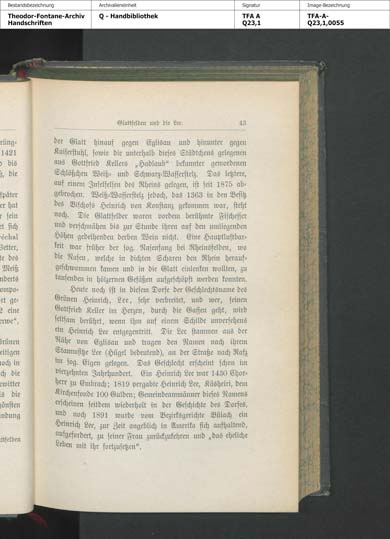 Bestandsbezeichnung
Archivalieneinheit
Signatur
Image-Bezeichnung
Theodor-Fontane-Archiv
Handschriften
Q - Handbibliothek
TFA A
Q23,1
TFA-A-
Q23,1,0055
Glattfelden und die Lee.
43
der Glatt hinauf gegen Eglisau und hinunter gegen
Kaiserstuhl, sowie die unterhalb dieses Städtchens gelegenen
aus Gottfried Kellers „Hadlaub“ bekannter gewordenen
Schlößchen Weiß- und Schwarz-Wasserstelz. Das letztere,
auf einem Inselfelsen des Rheins gelegen, ist seit 1875 ab-
gebrochen. Weiß-Wasserstelz jedoch, das 1363 in den Besitz
des Bischofs Heinrich von Konstanz gekommen war, steht
noch. Die Glattfelder waren vordem berühmte Fischesser
und verschmähen bis zur Stunde ihren auf den umliegenden
Höhen gedeihenden derben Wein nicht. Eine Hauptlustbar-
keit war früher der sog. Nasenfang bei Rheinsfelden, wo
die Nasen, welche in dichten Scharen den Rhein herauf-
geschwommen kamen und in die Glatt einlenken wollten, zu
tausenden in hölzernen Gefäßen aufgeschöpft werden konnten.
Heute noch ist in diesem Dorfe der Geschlechtsname des
Grünen Heinrich, Lee, sehr verbreitet, und wer, seinen
Gottfried Keller im Herzen, durch die Gassen geht, wird
seltsam berührt, wenn ihm auf einem Schilde unversehens
ein Heinrich Lee entgegentritt. Die Lee stammen aus der
Nähe von Eglisau und tragen den Namen nach ihrem
Stammsitze Lee (Hügel bedeutend), an der Straße nach Rafz
im sog. Eigen gelegen. Das Geschlecht erscheint schon im
vierzehnten Jahrhundert. Ein Heinrich Lee war 1430 Chor-
herr zu Embrach; 1819 vergabte Heinrich Lee, Küsheiri, dem
Kirchenfonde 100 Gulden; Gemeindeammänner dieses Namens
erscheinen seitdem wiederholt in der Geschichte des Dorfes,
und noch 1891 wurde vom Bezirksgerichte Bülach ein
Heinrich Lee, zur Zeit angeblich in Amerika sich aufhaltend,
aufgefordert, zu seiner Frau zurückzukehren und „das eheliche
Leben mit ihr fortzusetzen“.